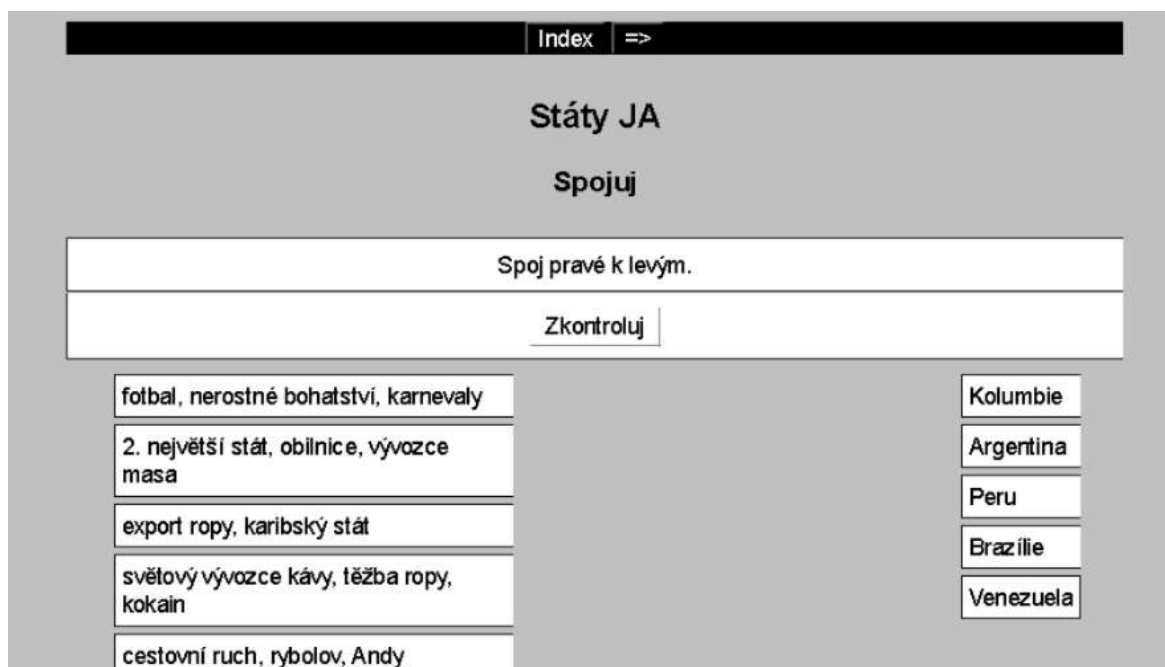 Index =>
Státy JA
Spojuj
Spoj pravé k levým.
Zkontroluj
fotbal, nerostné bohatství, karnevaly
2. největší stát, obilnice, vývozce
masa
export ropy, karibský stát
světový vývozce kávy, těžba ropy,
kokain
cestovní ruch, rybolov, Andy
Kolumbie
Argentina
Peru
Brazílie
Venezuela